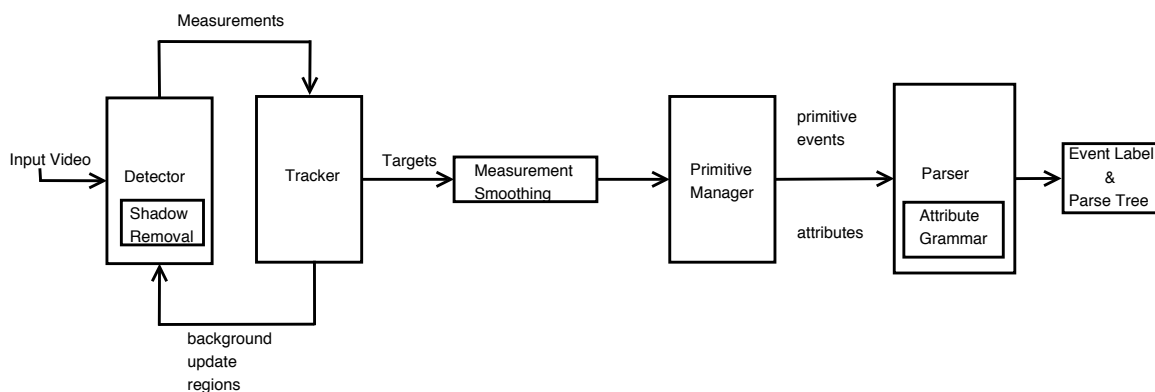 Measurements
Input Video
Detector
Shadow
Removal
Tracker
background
update
regions
Targets
Measurement
Smoothing
Primitive
Manager
primitive
events
attributes
Parser
Attribute
Grammar
Event Label
&
Parse Tree